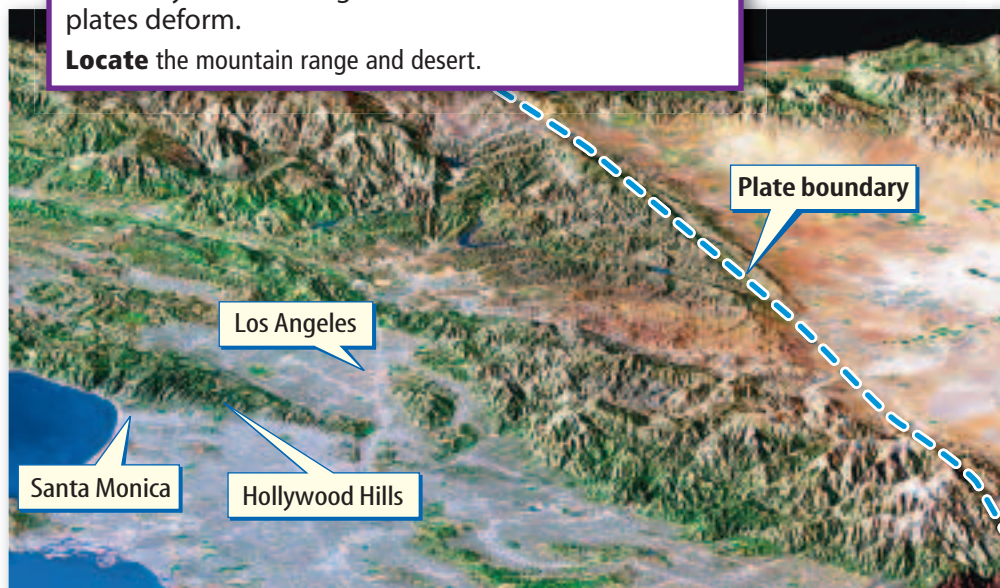 plates deform.
Locate the mountain range and desert.
Plate boundary
Los Angeles
Santa Monica
Hollywood Hills